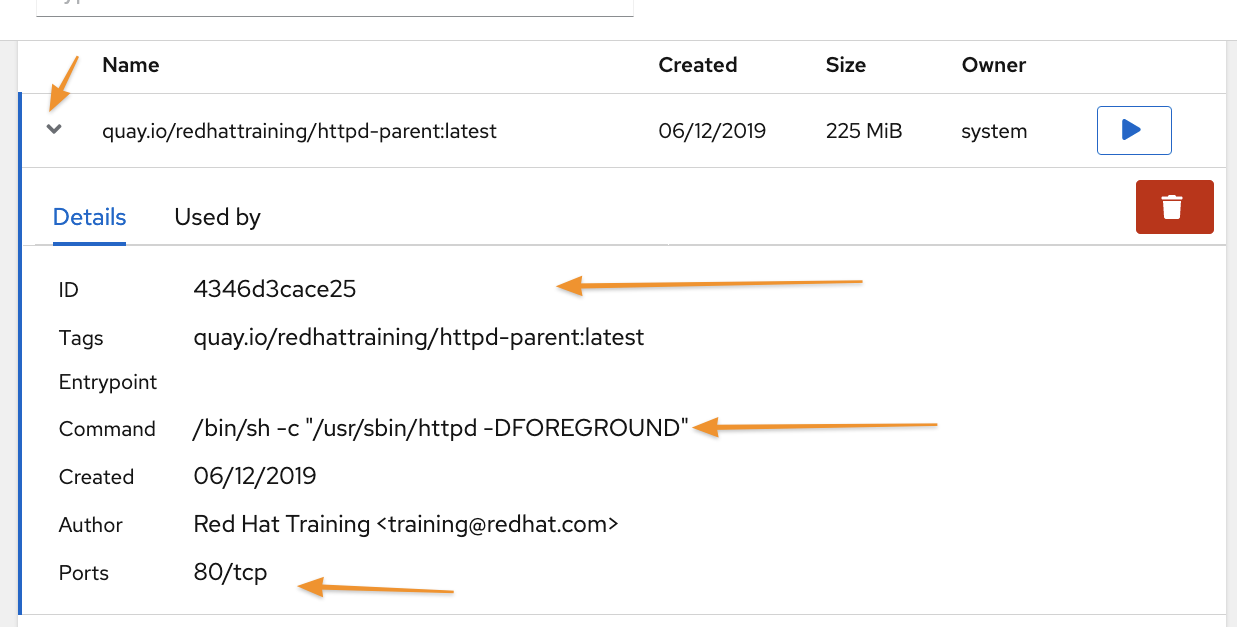 Name Created Size Owner
quay.io/redhattraining/httpd-parent:latest 06/12/2019 225 MiB system
Details Used by
ID 4346d3cace25
Tags quay.io/redhattraining/httpd-parent:latest
Entrypoint
Command /bin/sh -c "/usr/sbin/httpd -DFOREGROUND"
Created 06/12/2019
Author Red Hat Training <training@redhat.com>
Ports 80/tcp